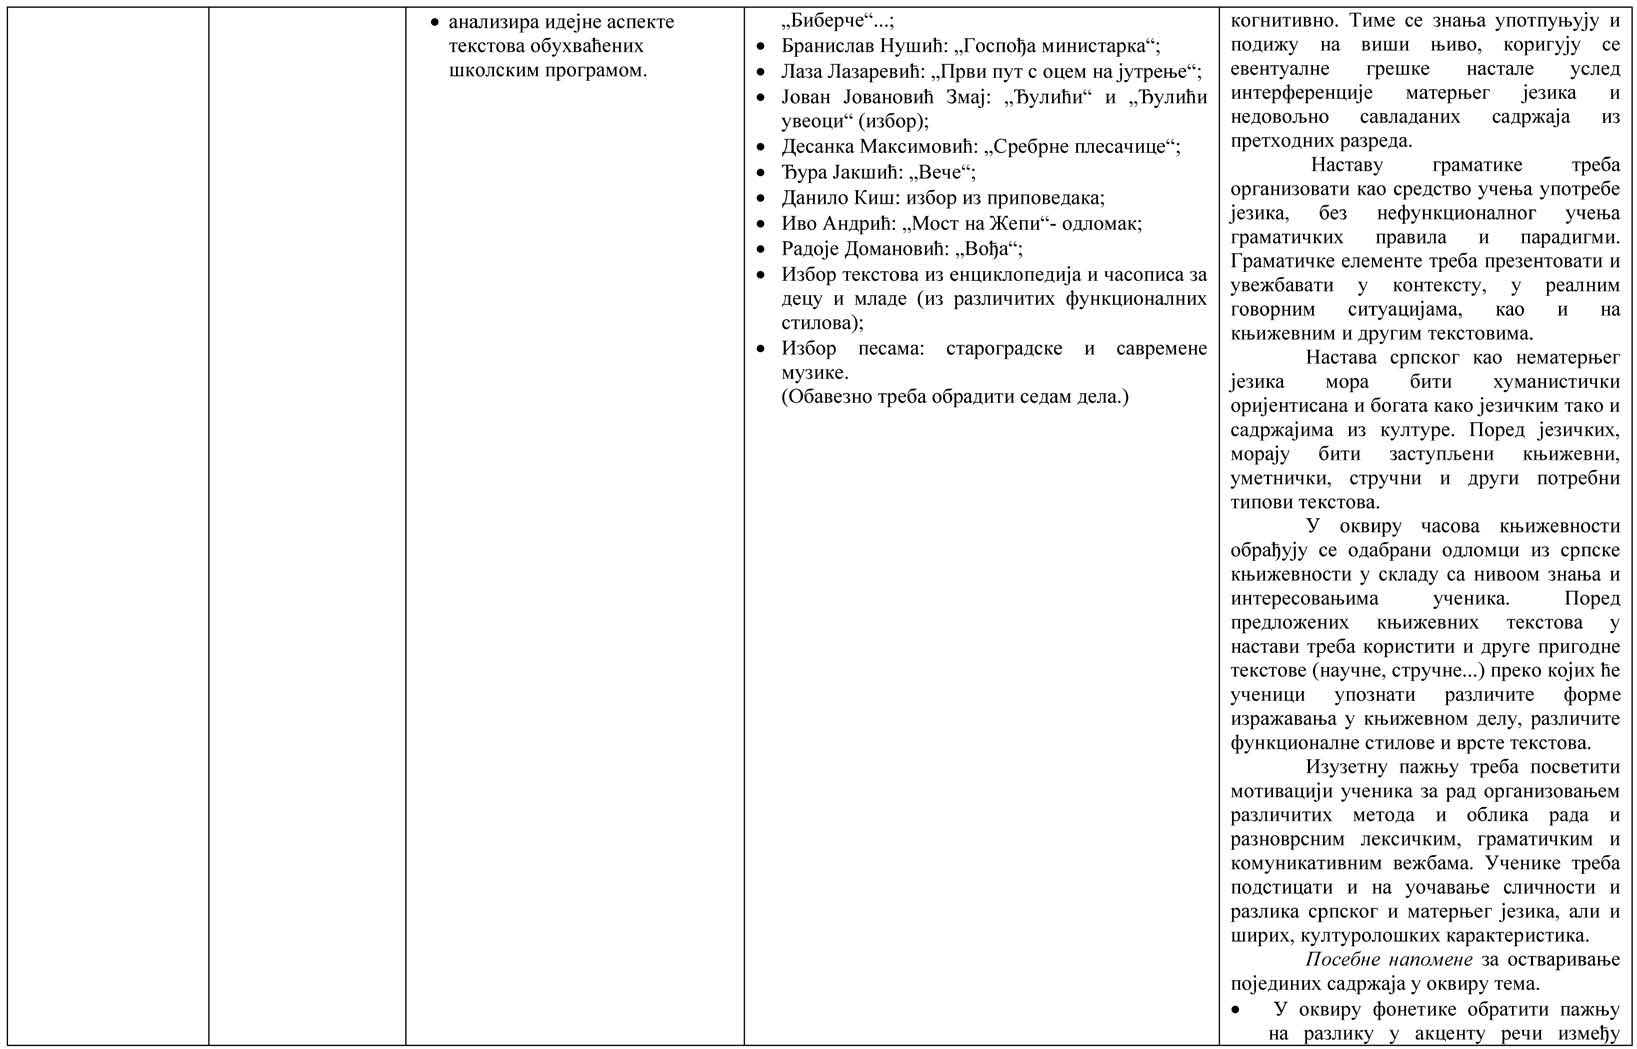 • анализира идејне аспекте
текстова обухваћених
школским програмом.
„Биберче“...;
• Бранислав Нушић: „Госпођа министарка“;
• Лаза Лазаревић: „Први пут с оцем на јутрење“;
• Јован Јовановић Змај: „Ђулићи“ и „Ђулићи
увеоци“ (избор);
• Десанка Максимовић: „Сребрне плесачице“;
• Ђура Јакшић: „Вече“;
• Данило Киш: избор из приповедака;
• Иво Андрић: „Мост на Жепи“- одломак;
• Радоје Домановић: „Вођа“;
• Избор текстова из енциклопедија и часописа за
децу и младе (из различитих функционалних
стилова);
• Избор песама: староградске и савремене
музике.
(Обавезно треба обрадити седам дела.)
когнитивно. Тиме се знања употпуњују и
подижу на виши њиво, коригују се
евентуалне грешке настале услед
интерференције матерњег језика и
недовољно савладаних садржаја из
претходних разреда.
Наставу граматике треба
организовати као средство учења употребе
језика, без нефункционалног учења
граматичких правила и парадигми.
Граматичке елементе треба презентовати и
увежбавати у контексту, у реалним
говорним ситуацијама, као и на
књижевним и другим текстовима.
Настава српског као нематерњег
језика мора бити хуманистички
оријентисана и богата како језичким тако и
садржајима из културе. Поред језичких,
морају бити заступљени књижевни,
уметнички, стручни и други потребни
типови текстова.
У оквиру часова књижевности
обрађују се одабрани одломци из српске
књижевности у складу са нивоом знања и
интересовањима ученика. Поред
предложених књижевних текстова у
настави треба користити и друге пригодне
текстове (научне, стручне...) преко којих ће
ученици упознати различите форме
изражавања у књижевном делу, различите
функционалне стилове и врсте текстова.
Изузетну пажњу треба посветити
мотивацији ученика за рад организовањем
различитих метода и облика рада и
разноврсним лексичким, граматичким и
комуникативним вежбама. Ученике треба
подстицати и на уочавање сличности и
разлика српског и матерњег језика, али и
ширих, културолошких карактеристика.
Посебне напомене за остваривање
појединих садржаја у оквиру тема.
• У оквиру фонетике обратити пажњу
на разлику у акценту речи између